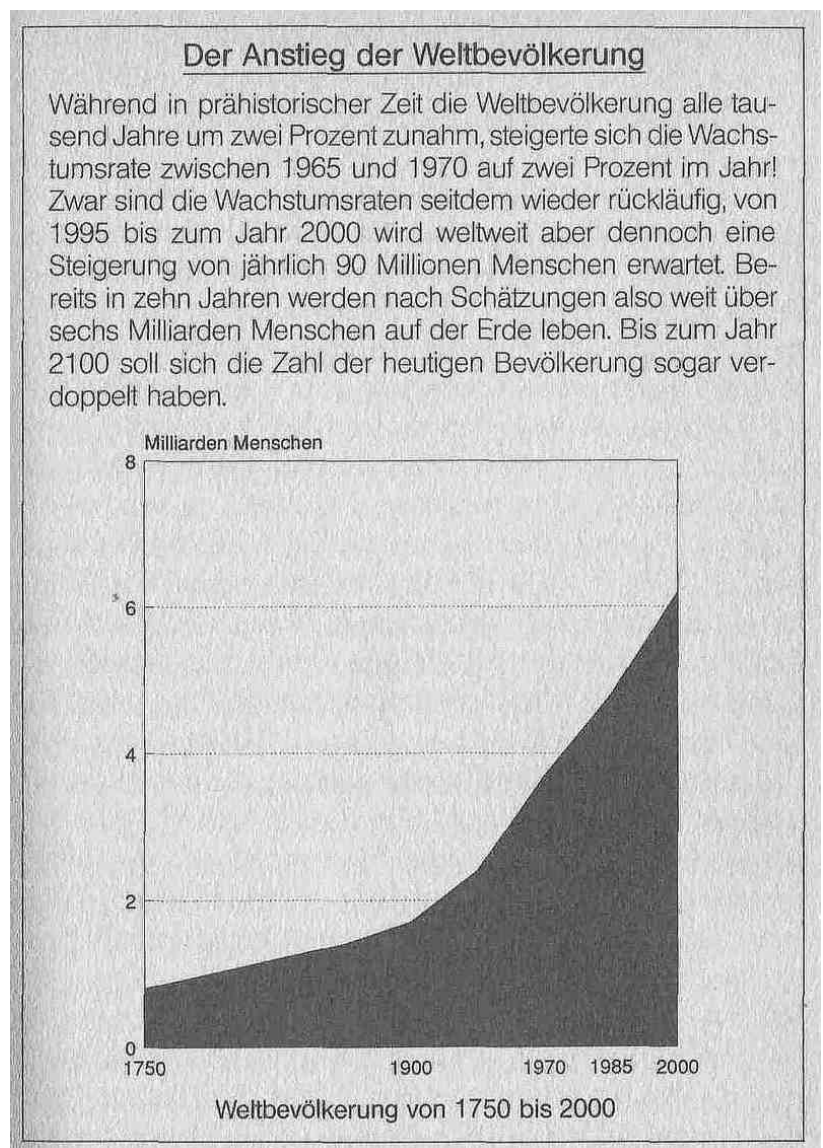 Der Anstieg der Weltbevölkerung
Während in prähistorischer Zeit die Weltbevölkerung alle tau-
send Jahre um zwei Prozent zunahm, steigerte sich die Wachs-
tumsrate zwischen 1965 und 1970 auf zwei Prozent im Jahr!
Zwar sind die Wachstumsraten seitdem wieder rückläufig, von
1995 bis zum Jahr 2000 wird weltweit aber dennoch eine
Steigerung von jährlich 90 Millionen Menschen erwartet. Be-
reits in zehn Jahren werden nach Schätzungen also weit über
sechs Milliarden Menschen auf der Erde leben. Bis zum Jahr
2100 soll sich die Zahl der heutigen Bevölkerung sogar ver-
doppelt haben.
Milliarden Menschen
8
6
4
2
0
1750 1900 1970 1985 2000
Weltbevölkerung von 1750 bis 2000